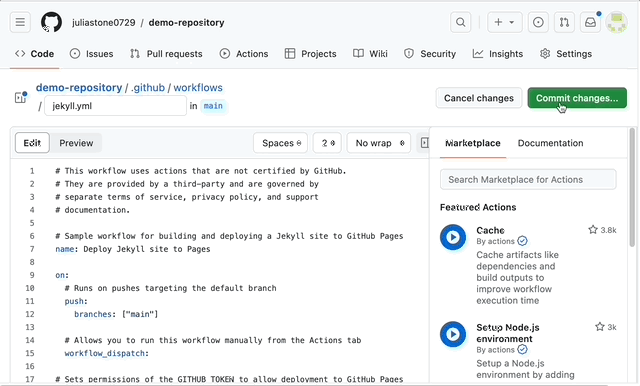 juliastone0729 / demo-repository
Code Issues Pull requests Actions Projects Wiki Security Insights Settings
demo-repository / .github / workflows
/ jekyll.yml in main
Cancel changes Commit changes...
Edit Preview Spaces 2 No wrap
Marketplace Documentation
Search Marketplace for Actions
Featured Actions
Cache 3.8k
By actions
Cache artifacts like
dependencies and
build outputs to
improve workflow
execution time
Setup Node.js
environment 3k
By actions
Setup a Node.js
environment by adding
1 # This workflow uses actions that are not certified by GitHub.
2 # They are provided by a third-party and are governed by
3 # separate terms of service, privacy policy, and support
4 # documentation.
5
6 # Sample workflow for building and deploying a Jekyll site to GitHub Pages
7 name: Deploy Jekyll site to Pages
8
9 on:
10 # Runs on pushes targeting the default branch
11 push:
12 branches: ["main"]
13
14 # Allows you to run this workflow manually from the Actions tab
15 workflow_dispatch:
16
17 # Sets permissions of the GITHUB_TOKEN to allow deployment to GitHub Pages